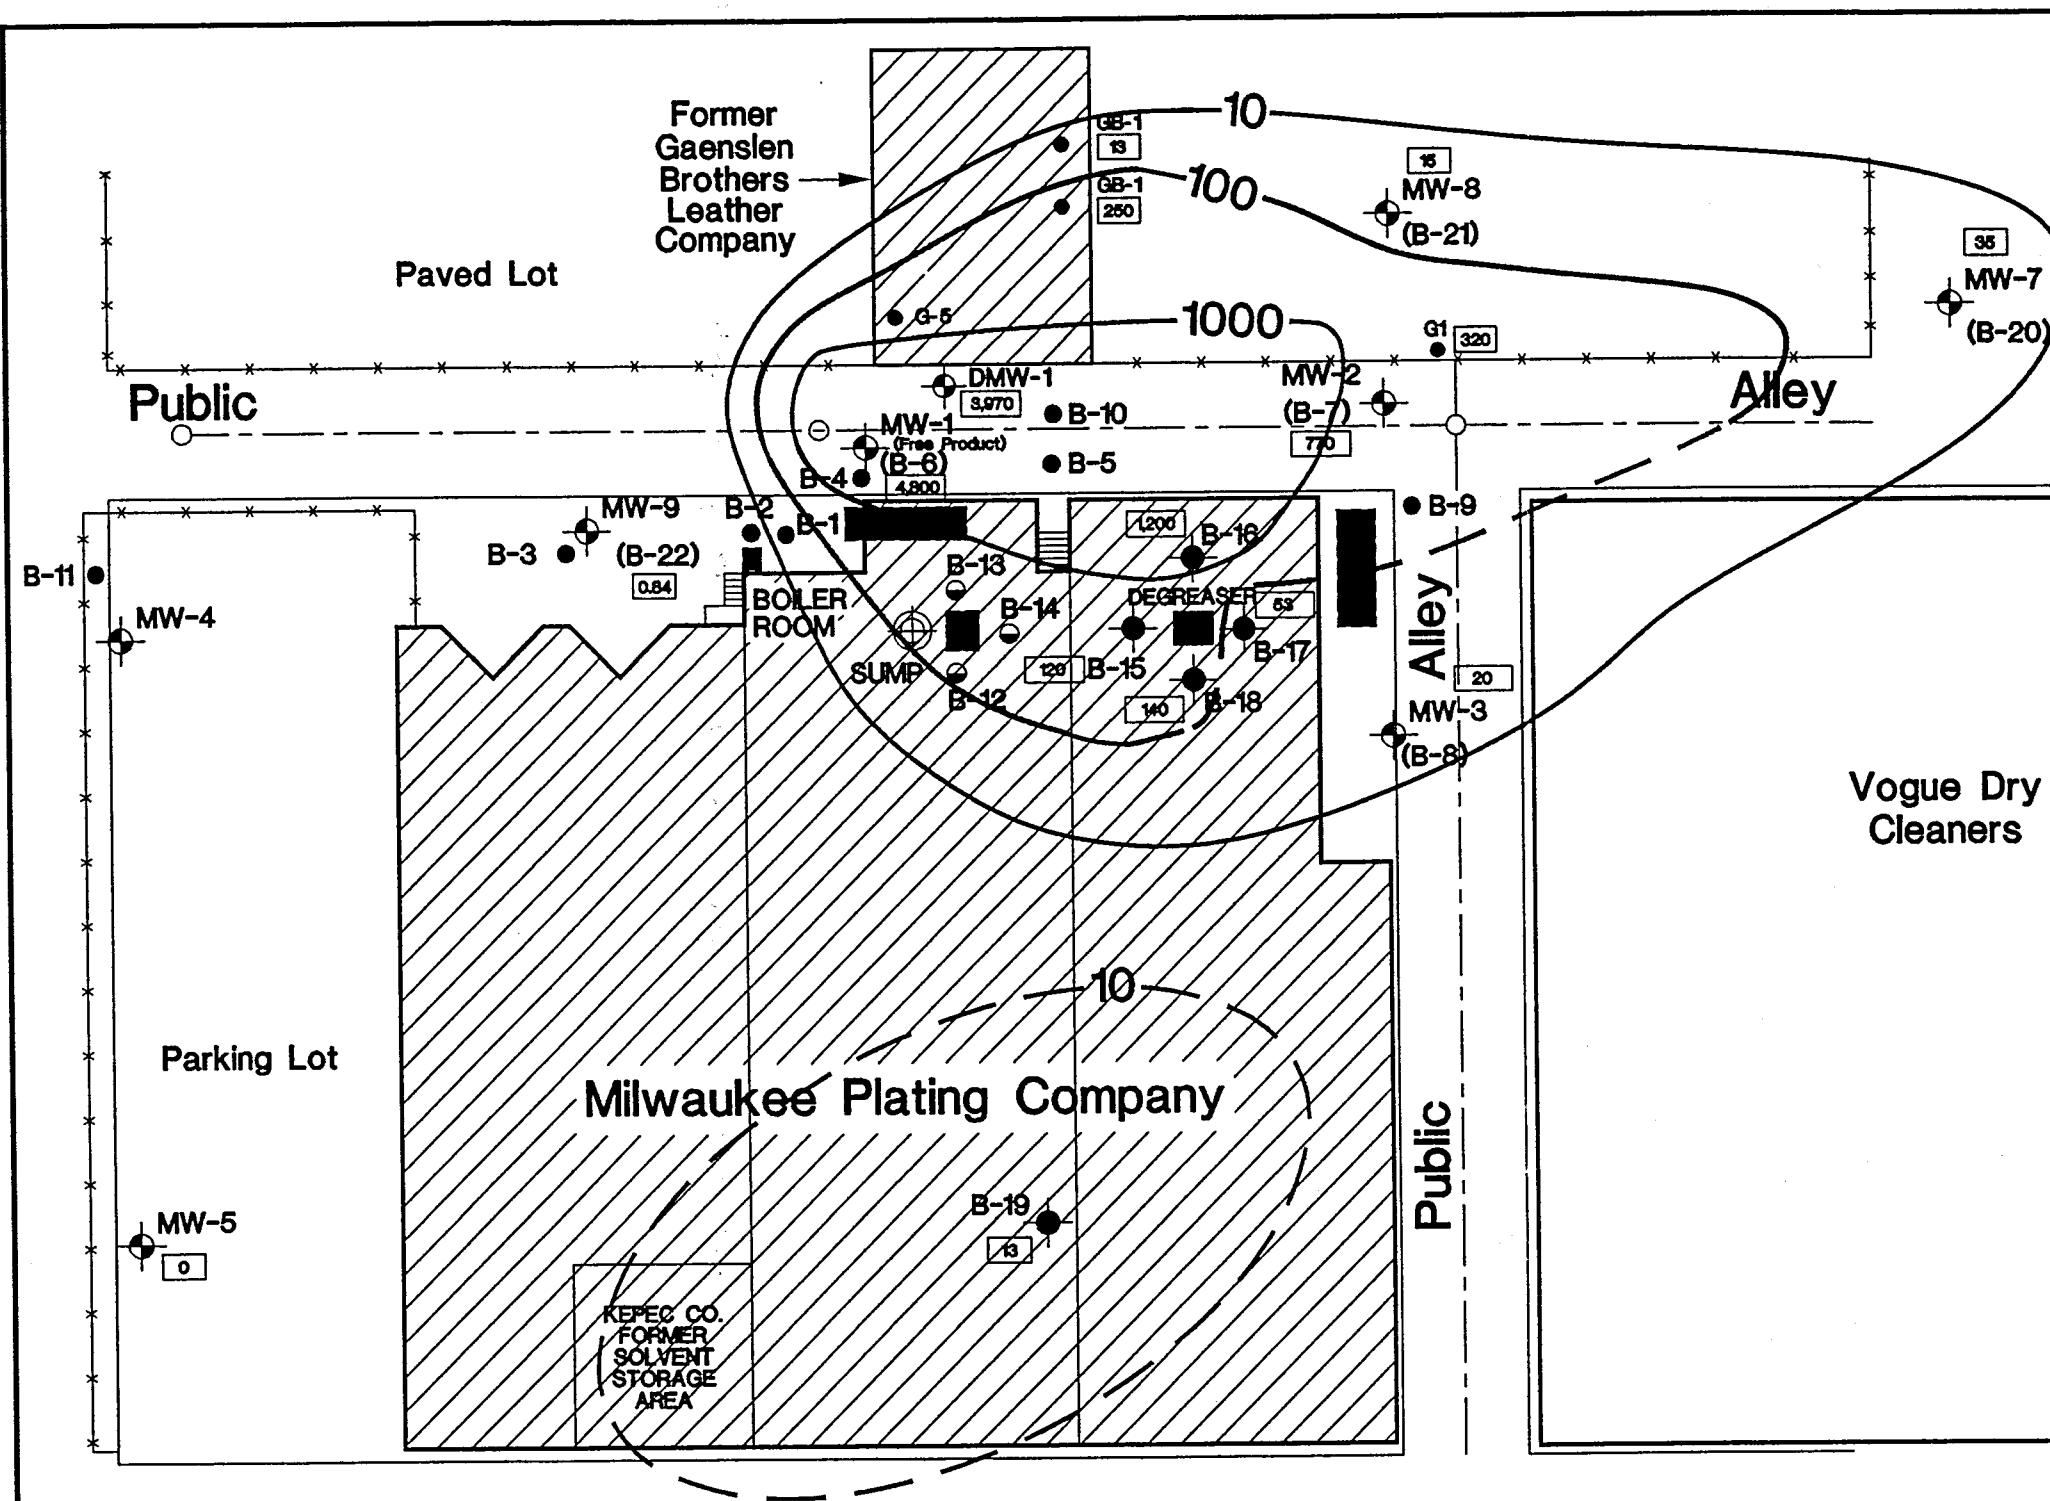 Former
Gaenslen
Brothers
Leather
Company
10
GB-1
13
100
GB-1
250
15
MW-8
(B-21)
35
MW-7
(B-20)
Paved Lot
G-5
1000
G1
320
Public
DMW-1
3,970
B-10
MW-2
(B-7)
770
Alley
MW-1
(Free Product)
(B-6)
B-4
4,800
B-5
MW-9
B-2
B-1
B-3
(B-22)
0.64
1,200
B-16
B-9
B-11
MW-4
BOILER
ROOM
B-13
B-14
DEGREASER
53
SUMP
B-12
120
B-15
B-17
140
B-18
Alley
20
MW-3
(B-8)
Vogue Dry
Cleaners
10
Parking Lot
Milwaukee Plating Company
Public
B-19
13
MW-5
0
KEPEC CO.
FORMER
SOLVENT
STORAGE
AREA